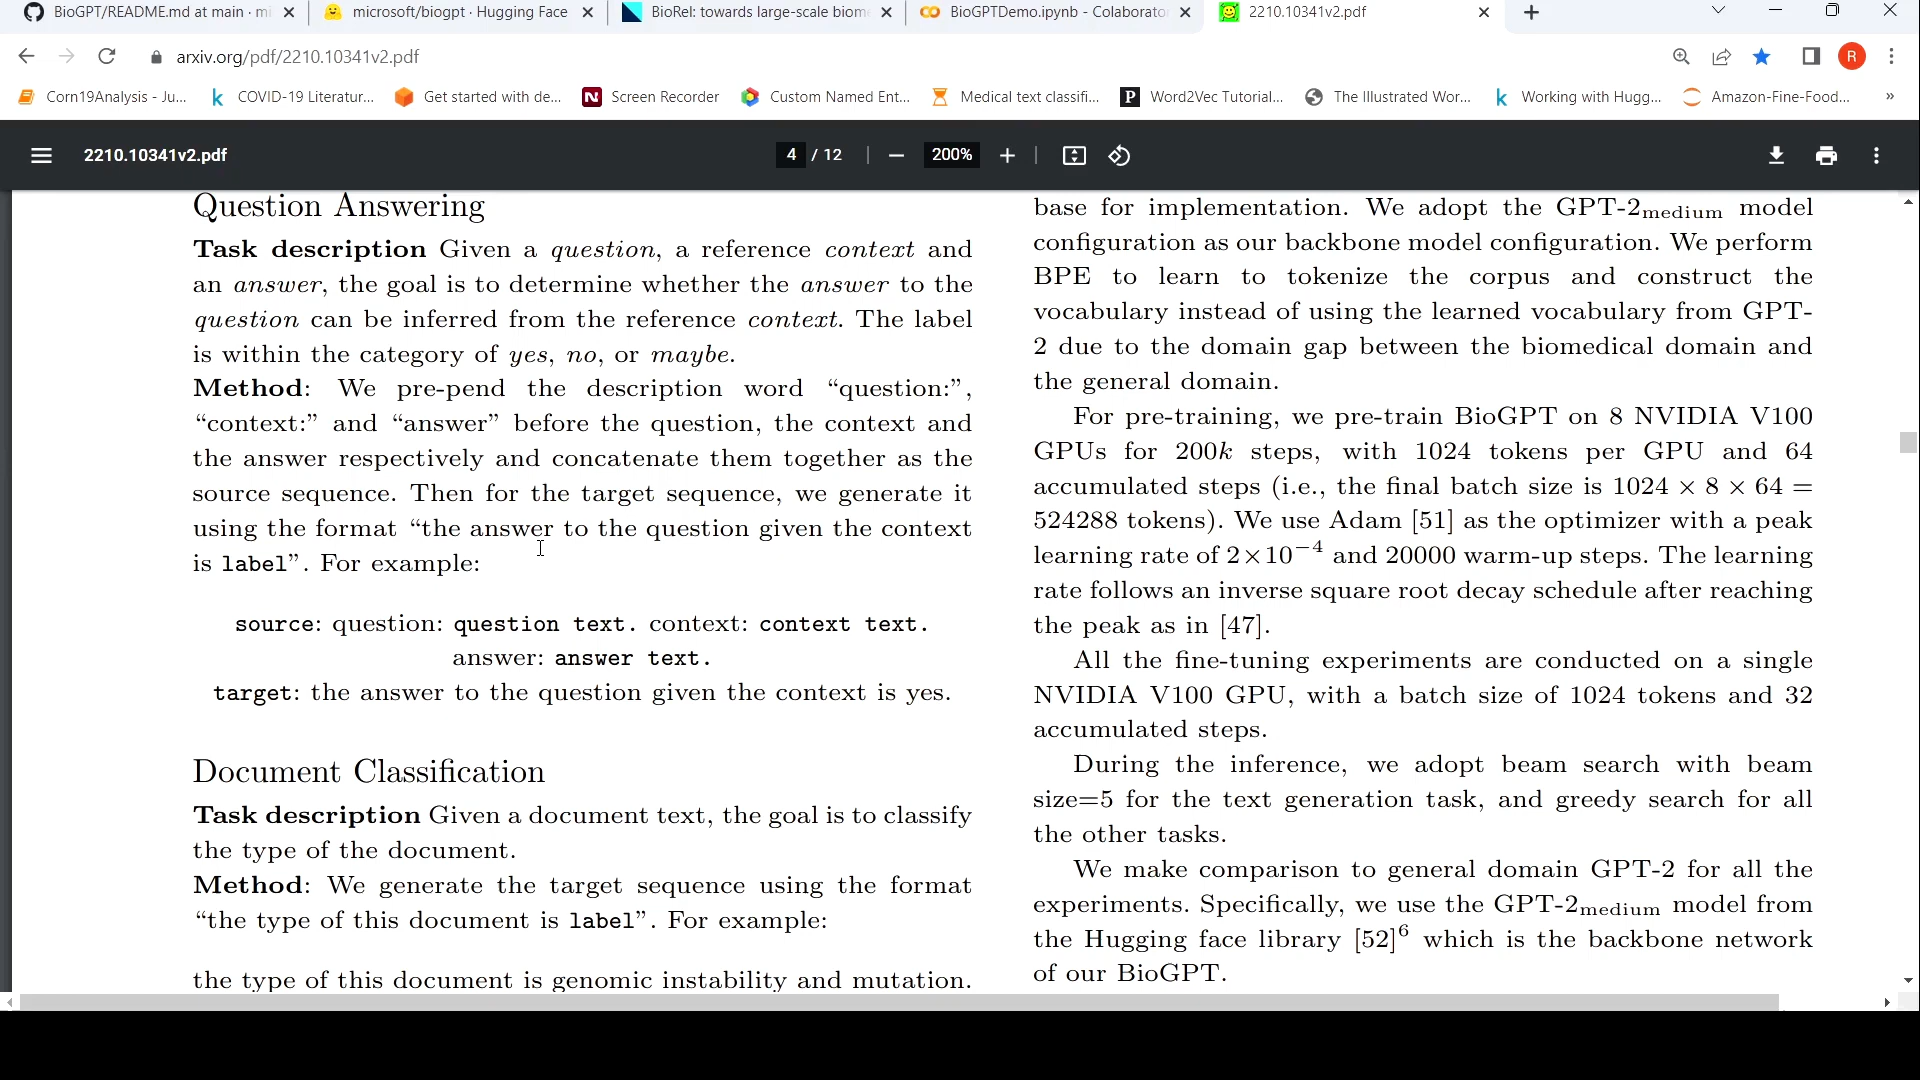 BioGPT/README.md at main · mi
microsoft/biogpt · Hugging Face
BioRel: towards large-scale biome
BioGPTDemo.ipynb - Colaborator
2210.10341v2.pdf
arxiv.org/pdf/2210.10341v2.pdf
R
Corn19Analysis - Ju...
COVID-19 Literatur...
Get started with de...
N
Screen Recorder
Custom Named Ent...
Medical text classifi...
P
Word2Vec Tutorial...
The Illustrated Wor...
Working with Hugg...
Amazon-Fine-Food...
»
2210.10341v2.pdf
4 / 12
200%
Question Answering
Task description Given a question, a reference context and
an answer, the goal is to determine whether the answer to the
question can be inferred from the reference context. The label
is within the category of yes, no, or maybe.
Method: We pre-pend the description word “question:”,
“context:” and “answer” before the question, the context and
the answer respectively and concatenate them together as the
source sequence. Then for the target sequence, we generate it
using the format “the answer to the question given the context
is label”. For example:
source: question: question text. context: context text.
answer: answer text.
target: the answer to the question given the context is yes.
Document Classification
Task description Given a document text, the goal is to classify
the type of the document.
Method: We generate the target sequence using the format
“the type of this document is label”. For example:
the type of this document is genomic instability and mutation.
base for implementation. We adopt the GPT-2medium model
configuration as our backbone model configuration. We perform
BPE to learn to tokenize the corpus and construct the
vocabulary instead of using the learned vocabulary from GPT-
2 due to the domain gap between the biomedical domain and
the general domain.
For pre-training, we pre-train BioGPT on 8 NVIDIA V100
GPUs for 200k steps, with 1024 tokens per GPU and 64
accumulated steps (i.e., the final batch size is 1024 × 8 × 64 =
524288 tokens). We use Adam [51] as the optimizer with a peak
learning rate of 2×10⁻⁴ and 20000 warm-up steps. The learning
rate follows an inverse square root decay schedule after reaching
the peak as in [47].
All the fine-tuning experiments are conducted on a single
NVIDIA V100 GPU, with a batch size of 1024 tokens and 32
accumulated steps.
During the inference, we adopt beam search with beam
size=5 for the text generation task, and greedy search for all
the other tasks.
We make comparison to general domain GPT-2 for all the
experiments. Specifically, we use the GPT-2medium model from
the Hugging face library [52]⁶ which is the backbone network
of our BioGPT.